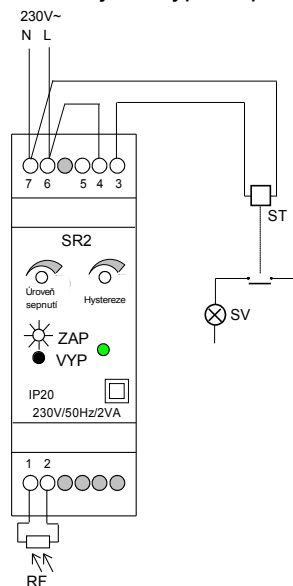 230V~
N L
7 6 5 4 3
ST
SR2
Úroveň
sepnutí
Hystereze
SV
ZAP
VYP
IP20
230V/50Hz/2VA
1 2
RF